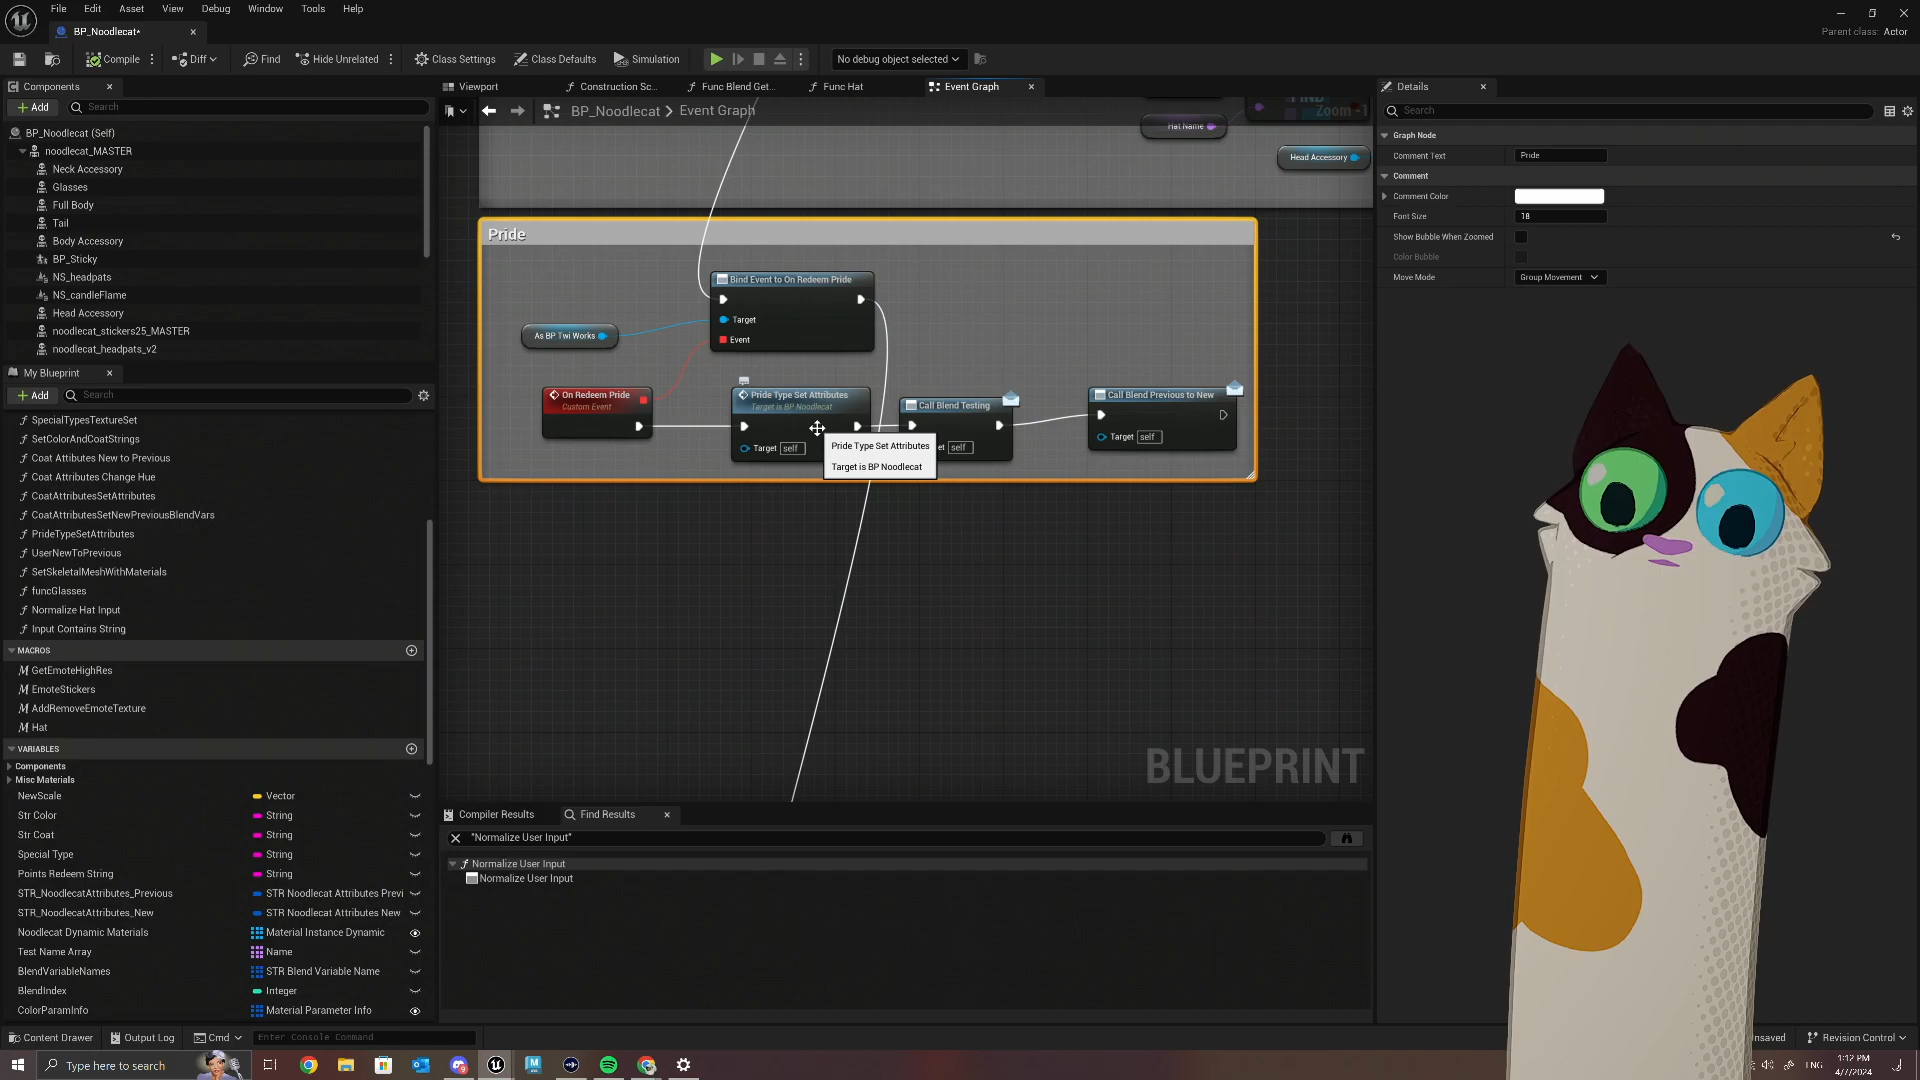 File Edit Asset View Debug Window Tools Help
BP_Noodlecat*
Parent class: Actor
Compile Diff Find Hide Unrelated Class Settings Class Defaults Simulation No debug object selected
Components
Add Search
BP_Noodlecat (Self)
noodlecat_MASTER
Neck Accessory
Glasses
Full Body
Tail
Body Accessory
BP_Sticky
NS_headpats
NS_candleFlame
Head Accessory
noodlecat_stickers25_MASTER
noodlecat_headpats_v2
My Blueprint
Add Search
SpecialTypesTextureSet
SetColorAndCoatStrings
Coat Attibutes New to Previous
Coat Attributes Change Hue
CoatAttributesSetAttributes
CoatAttributesSetNewPreviousBlendVars
PrideTypeSetAttributes
UserNewToPrevious
SetSkeletalMeshWithMaterials
funcGlasses
Normalize Hat Input
Input Contains String
MACROS
GetEmoteHighRes
EmoteStickers
AddRemoveEmoteTexture
Hat
VARIABLES
Components
Misc Materials
NewScale Vector
Str Color String
Str Coat String
Special Type String
Points Redeem String String
STR_NoodlecatAttributes_Previous STR Noodlecat Attributes Previ
STR_NoodlecatAttributes_New STR Noodlecat Attributes New
Noodlecat Dynamic Materials Material Instance Dynamic
Test Name Array Name
BlendVariableNames STR Blend Variable Name
BlendIndex Integer
ColorParamInfo Material Parameter Info
Viewport Construction Sc... Func Blend Get... Func Hat Event Graph
BP_Noodlecat > Event Graph
Zoom -1
FIND
Hat Name
Head Accessory
Pride
Bind Event to On Redeem Pride
Target
Event
As BP Twi Works
On Redeem Pride
Custom Event
Pride Type Set Attributes
Target is BP Noodlecat
Target self
Call Blend Testing
et self
Call Blend Previous to New
Target self
Pride Type Set Attributes
Target is BP Noodlecat
BLUEPRINT
Compiler Results Find Results
"Normalize User Input"
Normalize User Input
Normalize User Input
Details
Search
Graph Node
Comment Text Pride
Comment
Comment Color
Font Size 18
Show Bubble When Zoomed
Color Bubble
Move Mode Group Movement
Content Drawer Output Log Cmd Enter Console Command
nsaved Revision Control
Type here to search
ENG
1:12 PM
4/7/2024